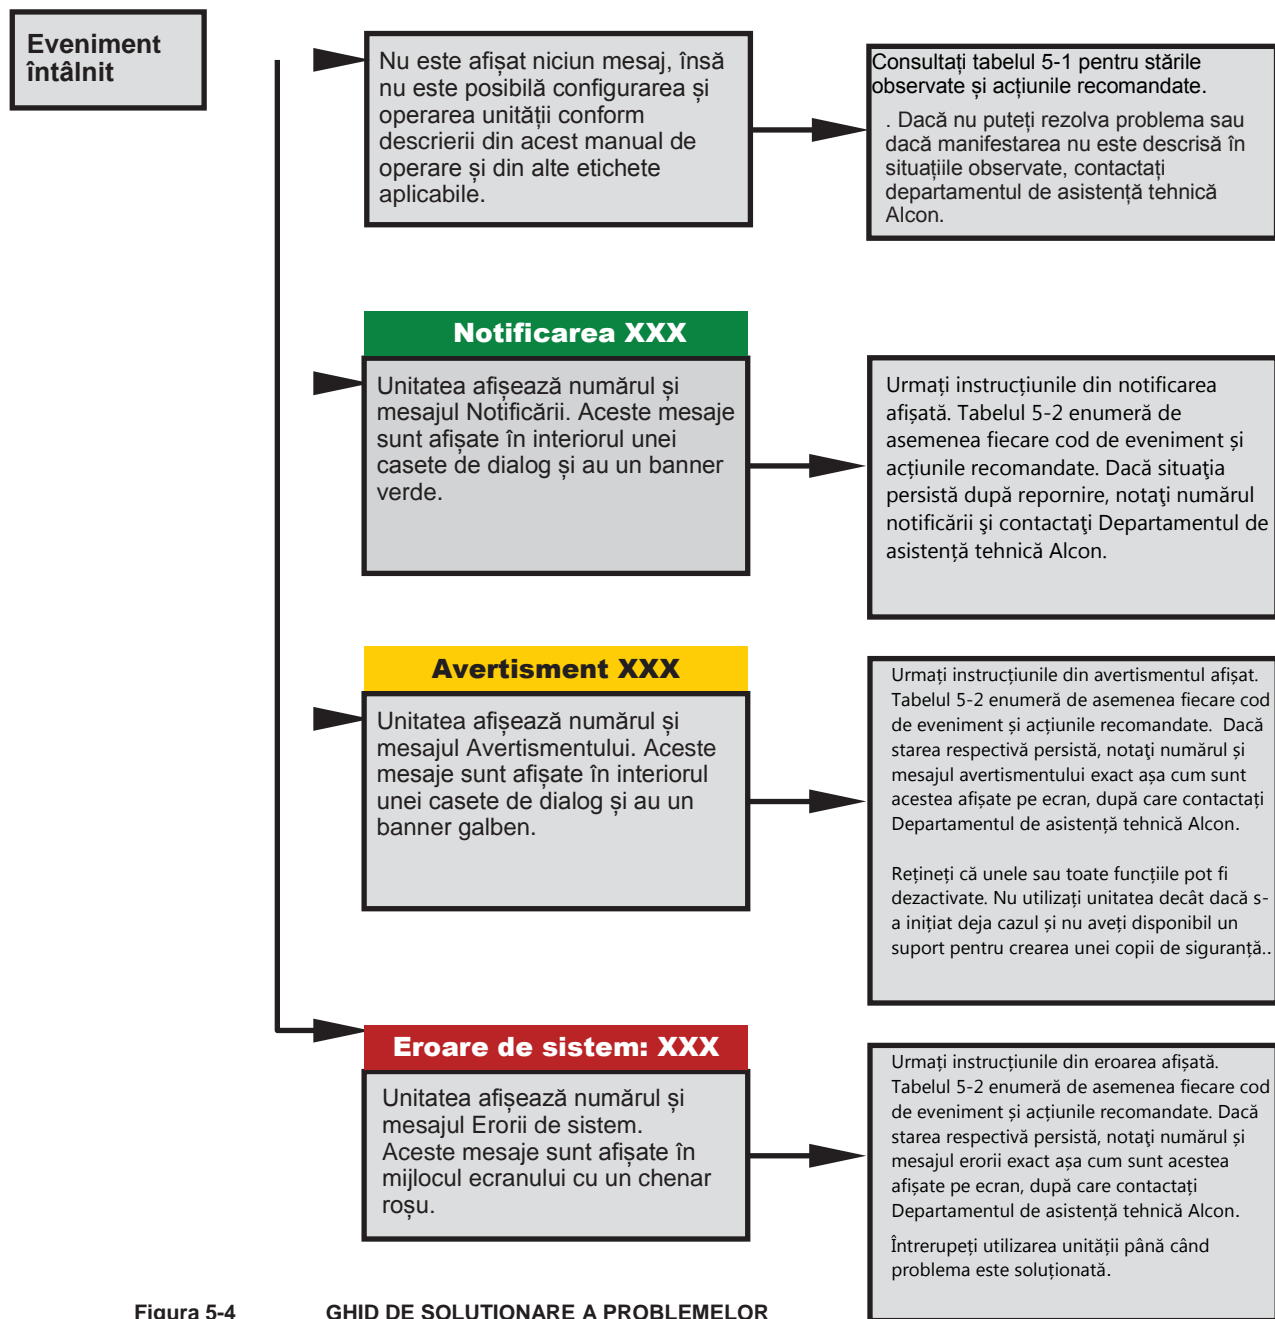 Eveniment
întâlnit
Nu este afișat niciun mesaj, însă
nu este posibilă configurarea și
operarea unității conform
descrierii din acest manual de
operare și din alte etichete
aplicabile.
Consultați tabelul 5-1 pentru stările
observate și acțiunile recomandate.
. Dacă nu puteți rezolva problema sau
dacă manifestarea nu este descrisă în
situațiile observate, contactați
departamentul de asistență tehnică
Alcon.
Notificarea XXX
Unitatea afișează numărul și
mesajul Notificării. Aceste mesaje
sunt afișate în interiorul unei
casete de dialog și au un banner
verde.
Urmați instrucțiunile din notificarea
afișată. Tabelul 5-2 enumeră de
asemenea fiecare cod de eveniment și
acțiunile recomandate. Dacă situaţia
persistă după repornire, notaţi numărul
notificării şi contactaţi Departamentul de
asistență tehnică Alcon.
Avertisment XXX
Unitatea afișează numărul și
mesajul Avertismentului. Aceste
mesaje sunt afișate în interiorul
unei casete de dialog și au un
banner galben.
Urmați instrucțiunile din avertismentul afișat.
Tabelul 5-2 enumeră de asemenea fiecare cod
de eveniment și acțiunile recomandate.  Dacă
starea respectivă persistă, notaţi numărul și
mesajul avertismentului exact așa cum sunt
acestea afișate pe ecran, după care contactați
Departamentul de asistență tehnică Alcon.
Rețineți că unele sau toate funcțiile pot fi
dezactivate. Nu utilizați unitatea decât dacă s-
a inițiat deja cazul și nu aveți disponibil un
suport pentru crearea unei copii de siguranță..
Eroare de sistem: XXX
Unitatea afișează numărul și
mesajul Erorii de sistem.
Aceste mesaje sunt afișate în
mijlocul ecranului cu un chenar
roșu.
Urmați instrucțiunile din eroarea afișată.
Tabelul 5-2 enumeră de asemenea fiecare cod
de eveniment și acțiunile recomandate. Dacă
starea respectivă persistă, notaţi numărul și
mesajul erorii exact așa cum sunt acestea
afișate pe ecran, după care contactați
Departamentul de asistență tehnică Alcon.
Întrerupeți utilizarea unității până când
problema este soluționată.
Figura 5-4 GHID DE SOLUȚIONARE A PROBLEMELOR